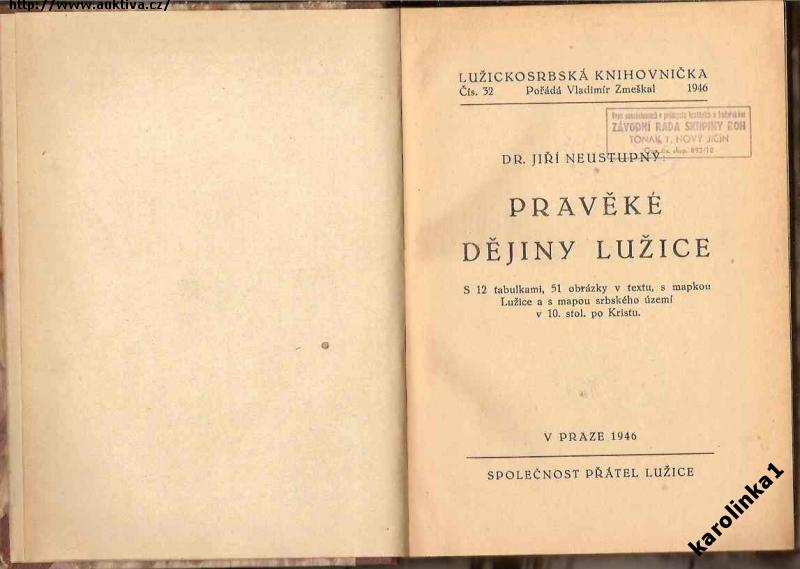 http://www.auktiva.cz/
LUŽICKOSRBSKÁ KNIHOVNIČKA
Čís. 32 Pořádá Vladimír Zmeškal 1946
ZÁVODNÍ RADA SKUPINY ROH
TONAK 1, NOVÝ JIČÍN
DR. JIŘÍ NEUSTUPNÝ:
PRAVĚKÉ
DĚJINY LUŽICE
S 12 tabulkami, 51 obrázky v textu, s mapkou
Lužice a s mapou srbského území
v 10. stol. po Kristu.
V PRAZE 1946
SPOLEČNOST PŘÁTEL LUŽICE
karolinka1